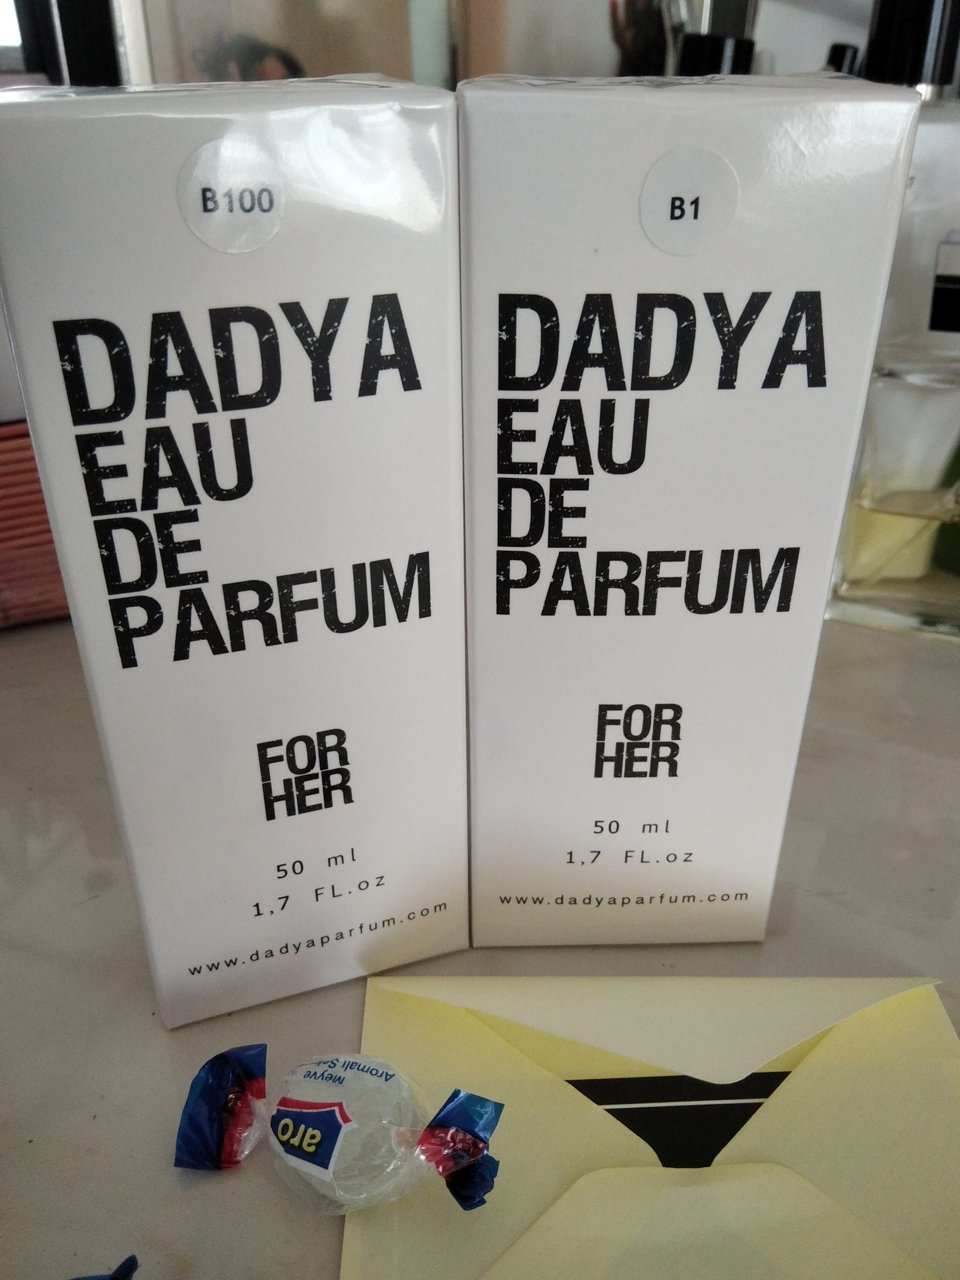 B100
DADYA
EAU
DE
PARFUM
FOR
HER
50 ml
1,7 FL.oz
www.dadyaparfum.com
B1
DADYA
EAU
DE
PARFUM
FOR
HER
50 ml
1,7 FL.oz
www.dadyaparfum.com
aro
Meyve
Aromalı